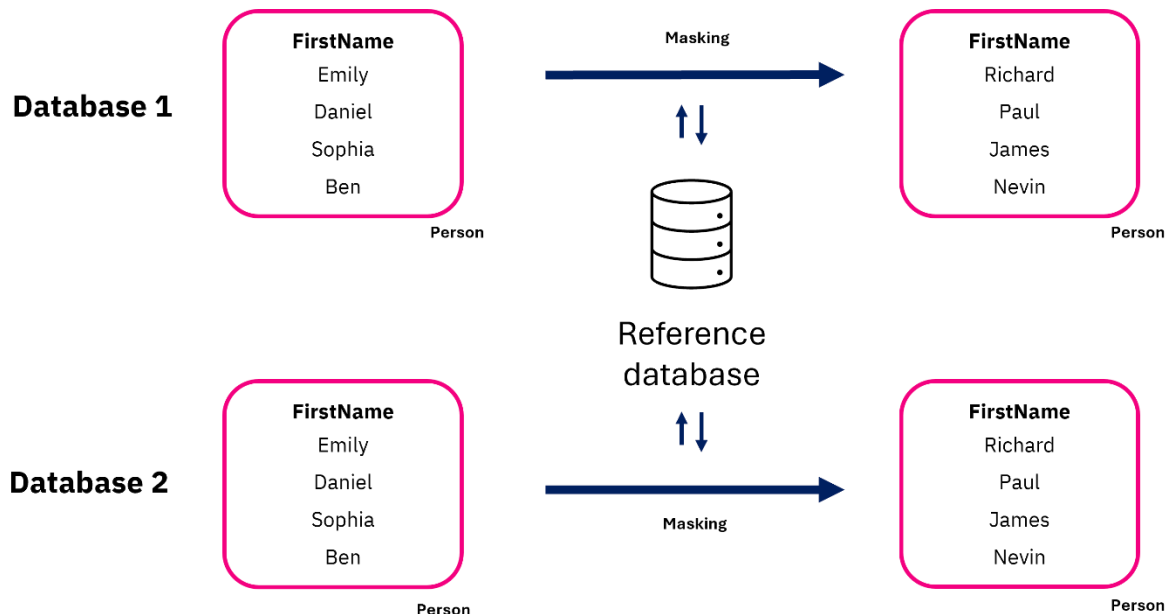 Database 1
FirstName
Emily
Daniel
Sophia
Ben
Person
Masking
FirstName
Richard
Paul
James
Nevin
Person
Reference
database
Database 2
FirstName
Emily
Daniel
Sophia
Ben
Person
Masking
FirstName
Richard
Paul
James
Nevin
Person